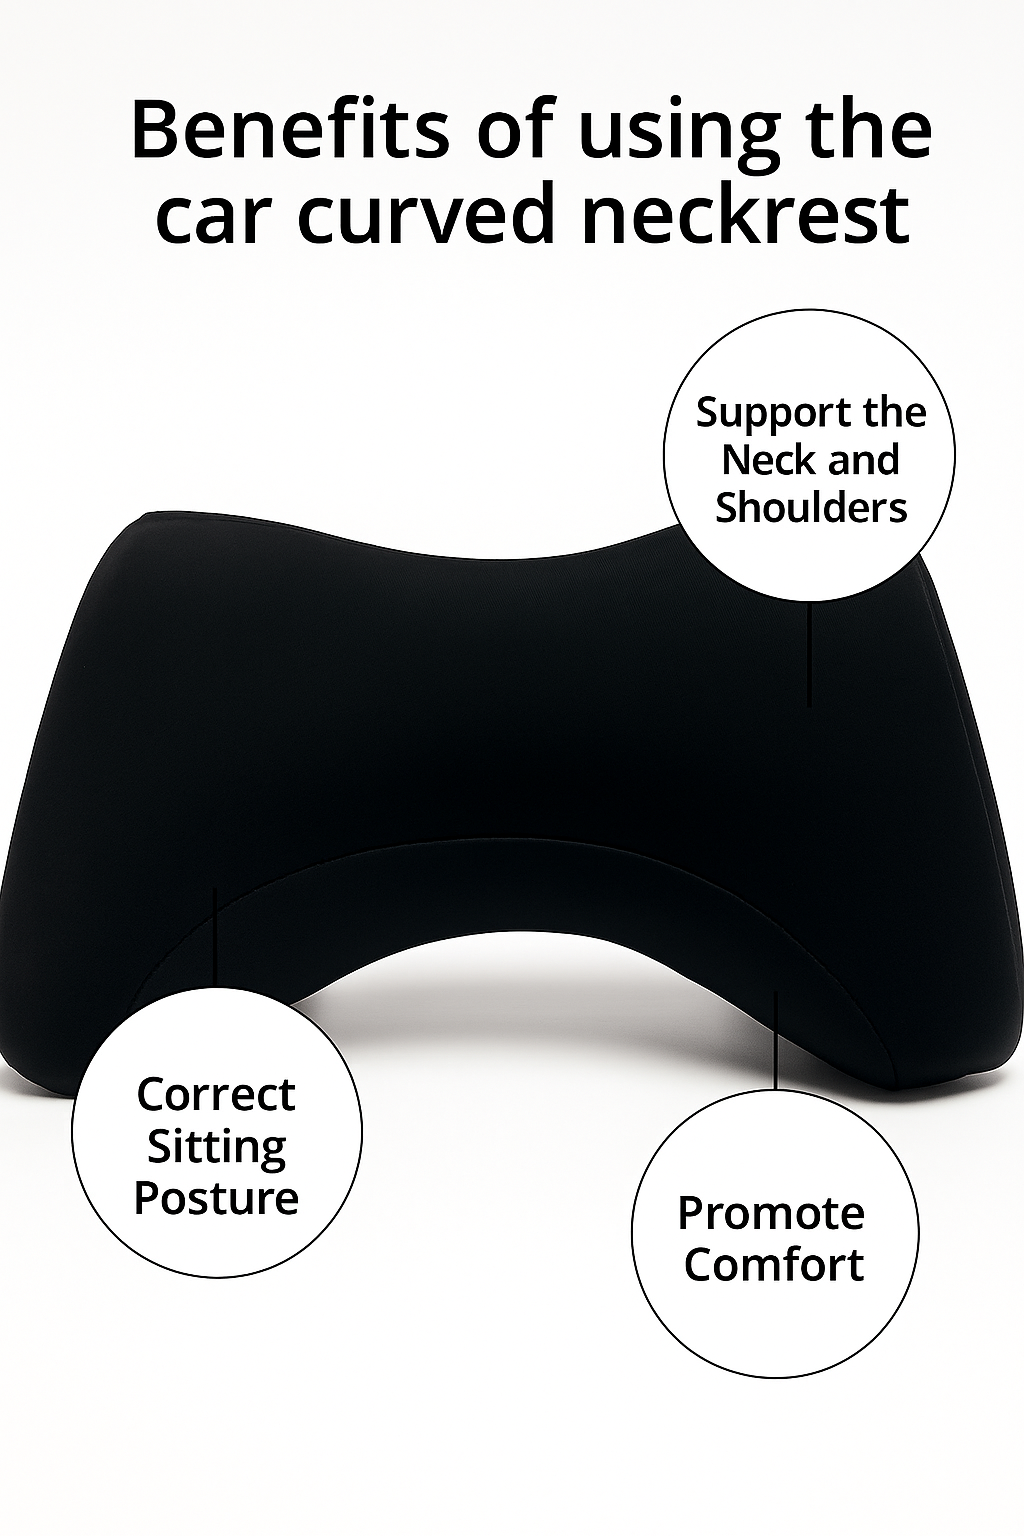 Benefits of using the
car curved neckrest
Support the
Neck and
Shoulders
Correct
Sitting
Posture
Promote
Comfort